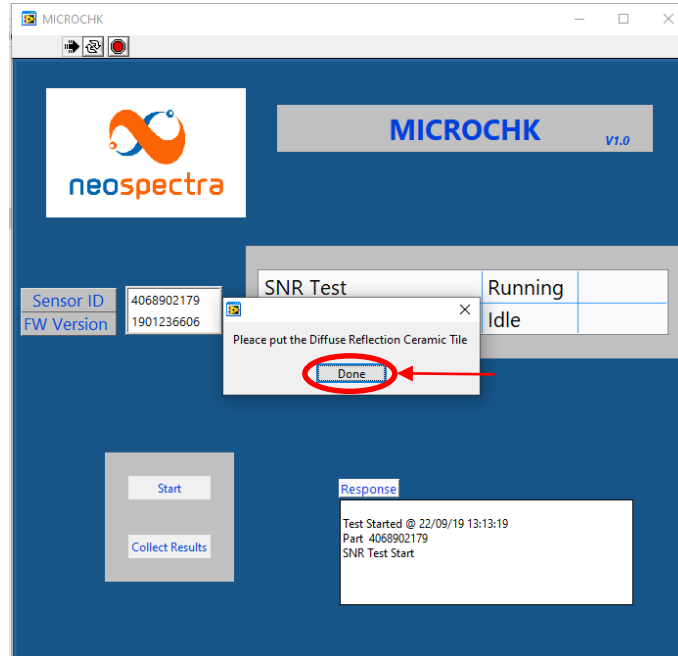 MICROCHK
neospectra
MICROCHK
V1.0
Sensor ID
4068902179
FW Version
1901236606
SNR Test
Running
Idle
Pleace put the Diffuse Reflection Ceramic Tile
Done
Start
Collect Results
Response
Test Started @ 22/09/19 13:13:19
Part 4068902179
SNR Test Start